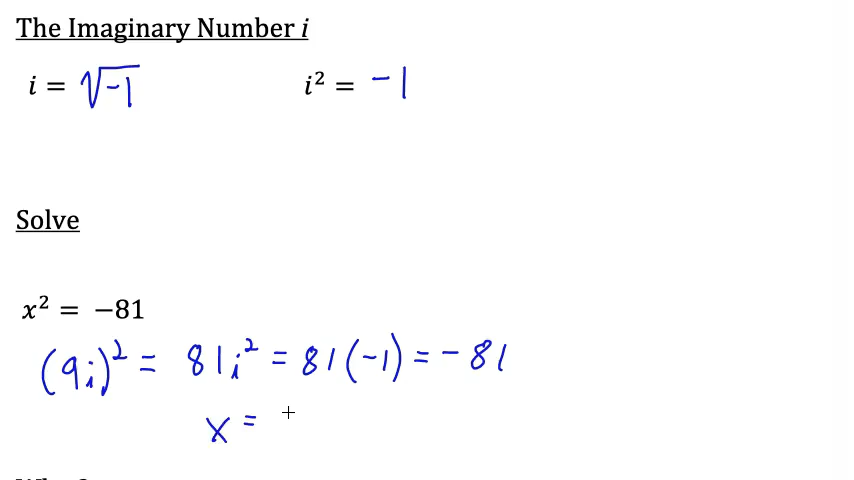 The Imaginary Number i
i = √-1 i² = -1
Solve
x² = −81
(9i)² = 81i² = 81(-1) = -81
x =